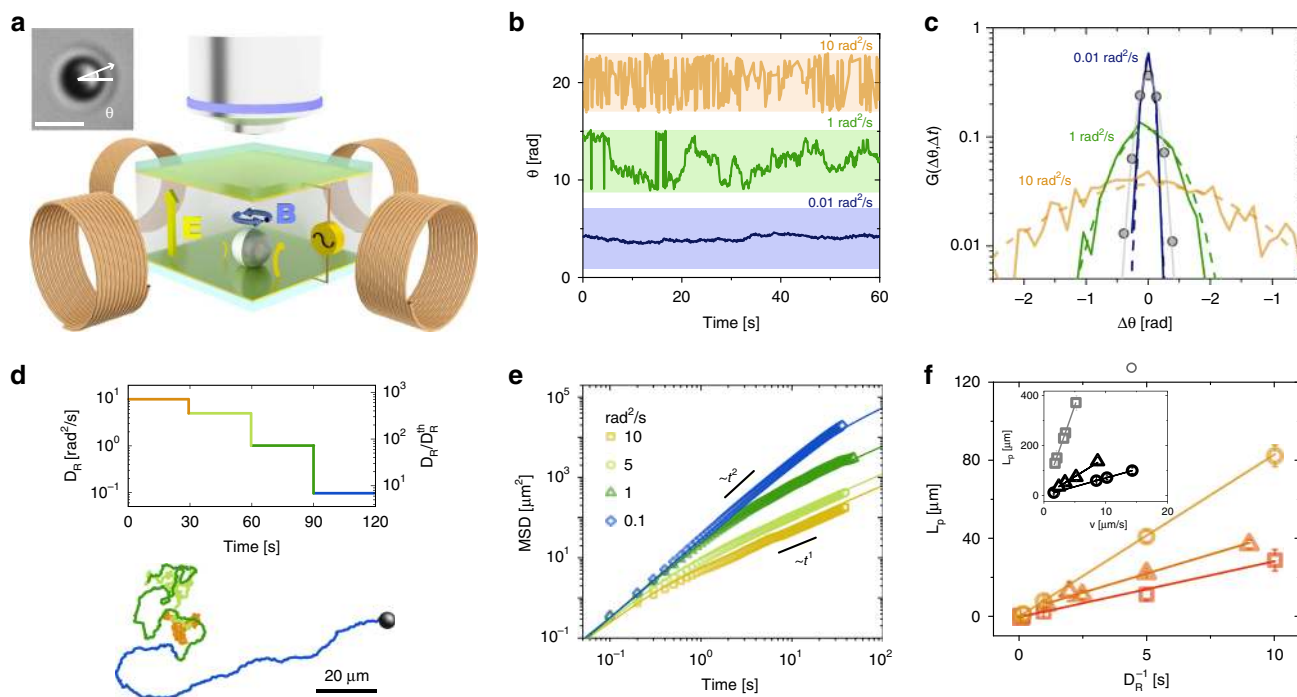 a
θ
E
B
b
θ [rad]
20
10
0
10 rad²/s
1 rad²/s
0.01 rad²/s
0
20
40
60
Time [s]
c
G(Δθ,Δt)
1
0.1
0.01
0.01 rad²/s
1 rad²/s
10 rad²/s
−2
−1
0
−2
−1
Δθ [rad]
d
D_R [rad²/s]
10¹
10⁰
10⁻¹
10³
10²
10¹
D_R/D_R^th
0
30
60
90
120
Time [s]
20 μm
e
MSD [μm²]
10⁵
10³
10¹
10⁻¹
rad²/s
10
5
1
0.1
~t²
~t¹
10⁻¹
10⁰
10¹
10²
Time [s]
f
L_p [μm]
120
80
40
0
L_p [μm]
400
200
0
0
10
20
v [μm/s]
0
5
10
D_R⁻¹ [s]